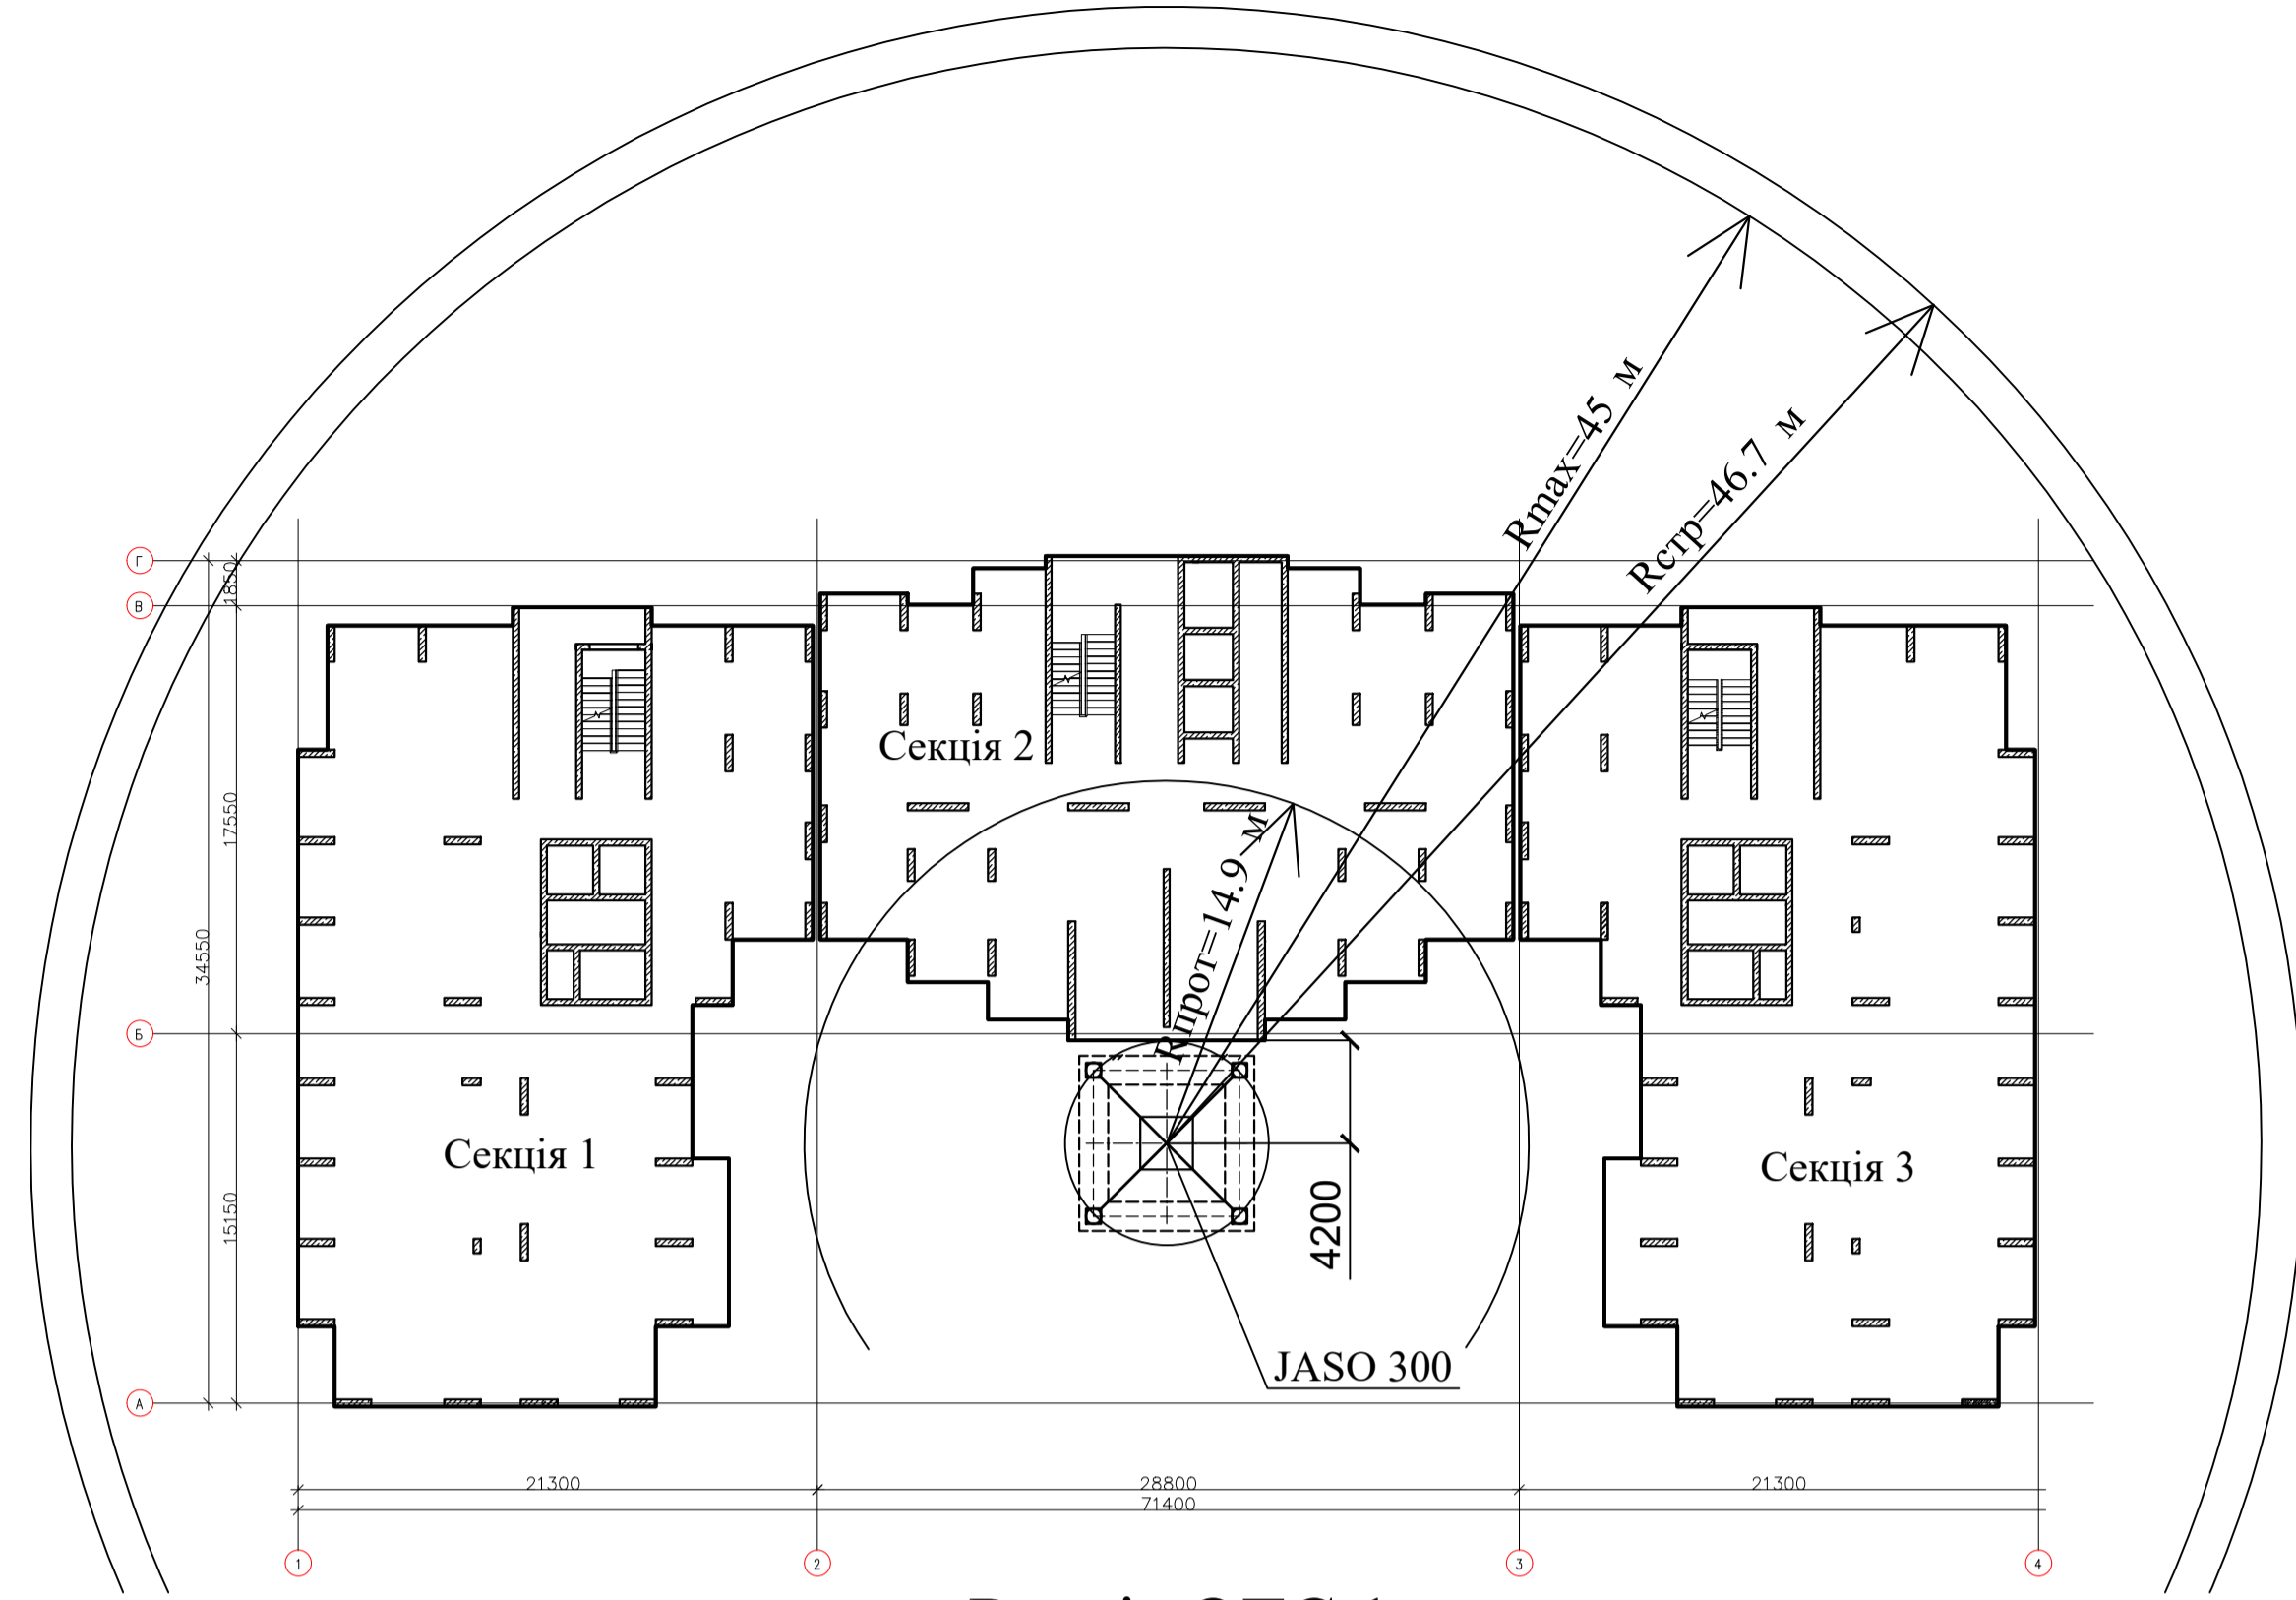 Rmax=45 м
Rстр=46.7 м
Г
1850
В
Секція 2
17550
Rпрот=14.9 м
34550
Б
Секція 1
Секція 3
15150
4200
JASO 300
А
21300
28800
21300
71400
1
2
3
4